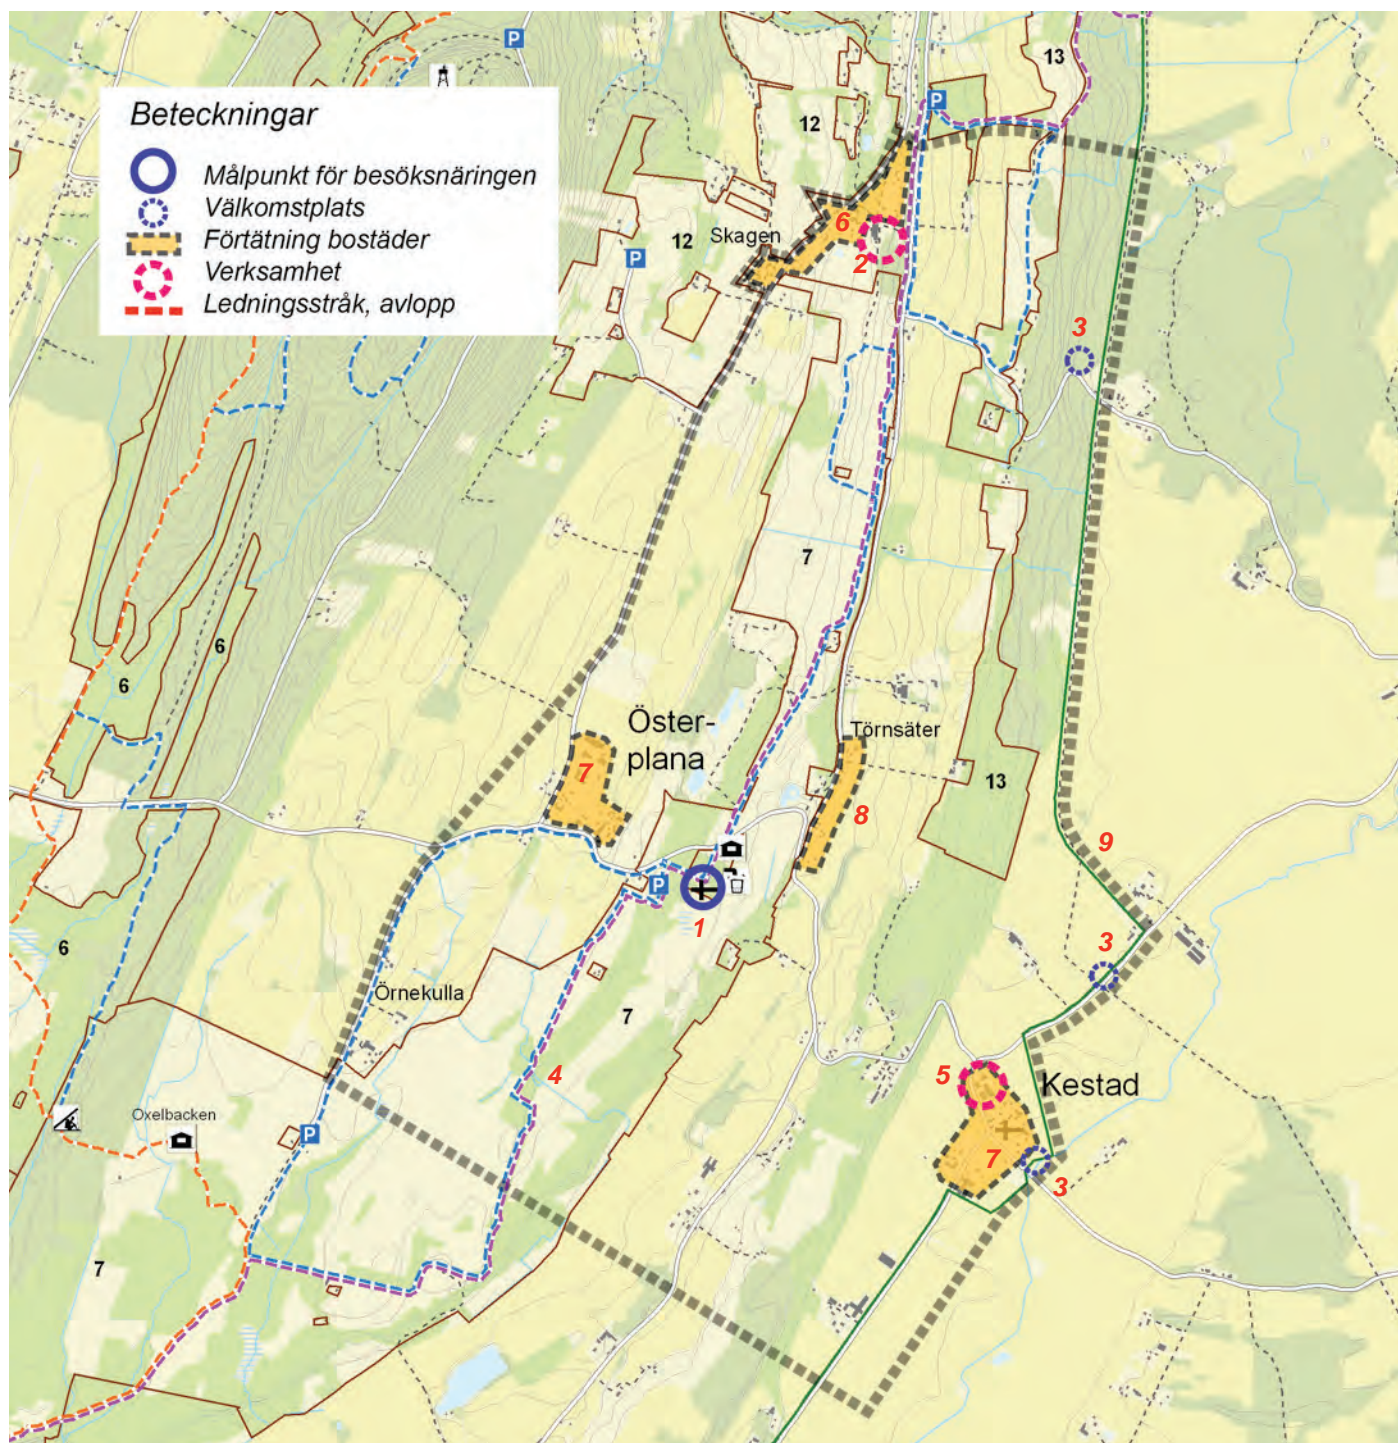 P
13
Beteckningar
P
12
Målpunkt för besöksnäringen
Välkomstplats
Förtätning bostäder
Verksamhet
Ledningsstråk, avlopp
6
Skagen
12
P
2
3
7
6
6
Öster-
plana
Törnsäter
7
13
8
9
P
1
6
3
Örnekulla
7
4
5
Kestad
Oxelbacken
P
7
3
7